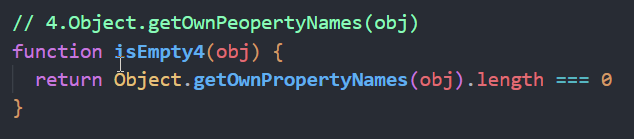 // 4.Object.getOwnPeopertyNames(obj)
function isEmpty4(obj) {
  return Object.getOwnPropertyNames(obj).length === 0
}